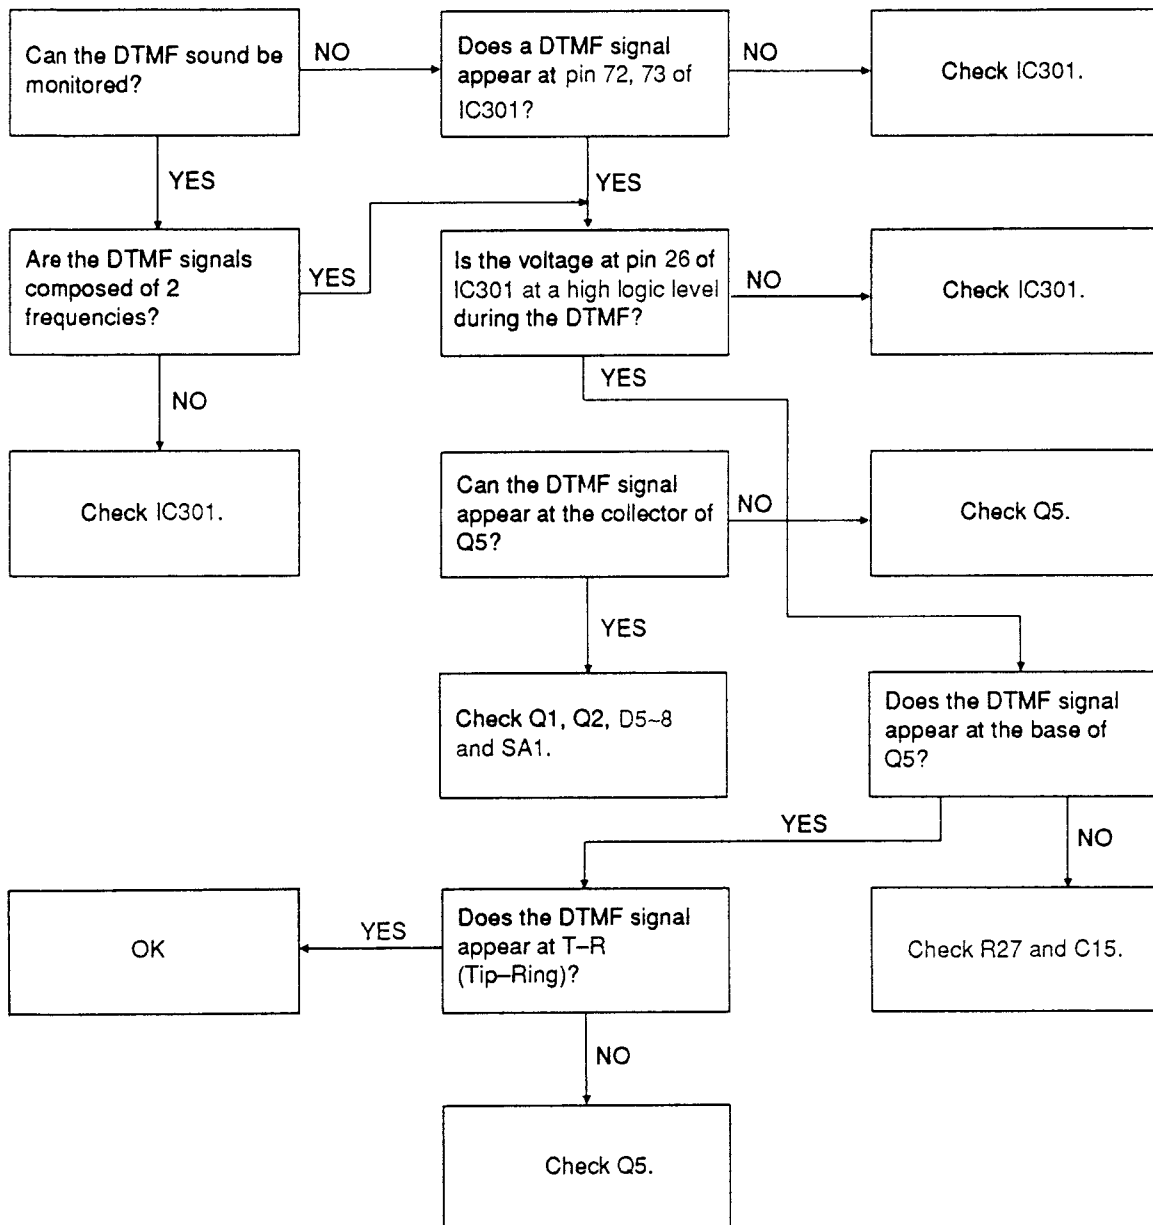 Can the DTMF sound be
monitored?
NO
Does a DTMF signal
appear at pin 72, 73 of
IC301?
NO
Check IC301.
YES
YES
Are the DTMF signals
composed of 2
frequencies?
YES
Is the voltage at pin 26 of
IC301 at a high logic level
during the DTMF?
NO
Check IC301.
NO
YES
Check IC301.
Can the DTMF signal
appear at the collector of
Q5?
NO
Check Q5.
YES
Check Q1, Q2, D5~8
and SA1.
Does the DTMF signal
appear at the base of
Q5?
YES
NO
OK
YES
Does the DTMF signal
appear at T–R
(Tip–Ring)?
Check R27 and C15.
NO
Check Q5.